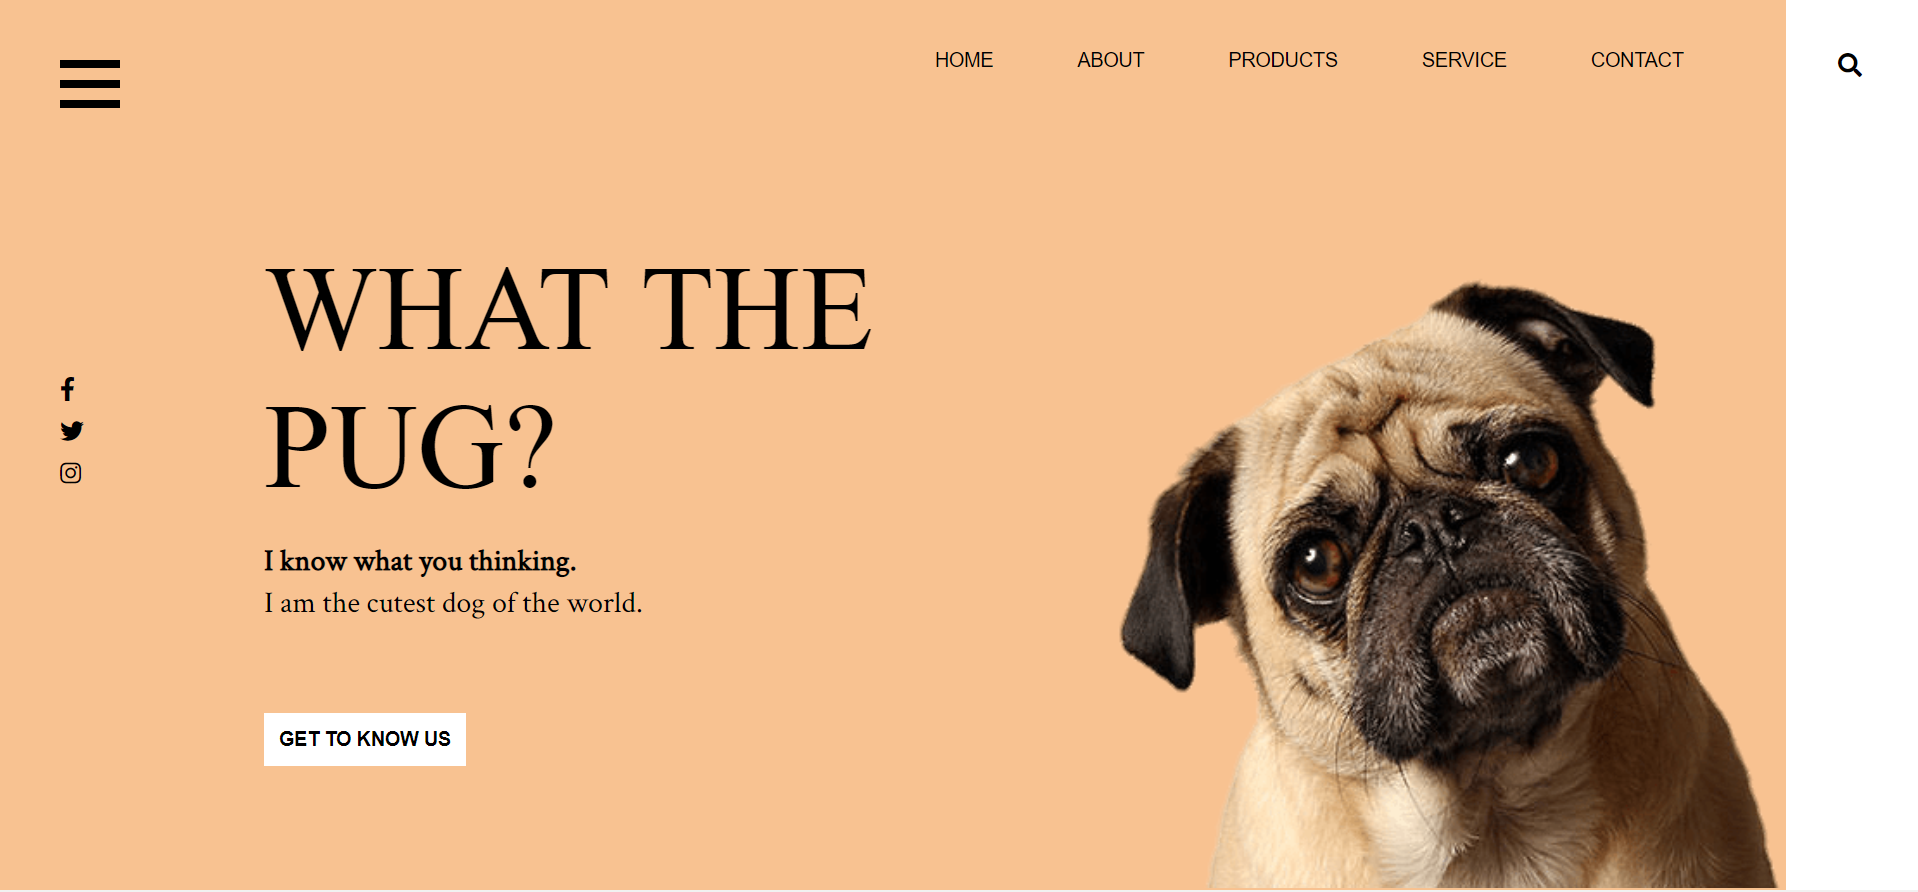 HOME ABOUT PRODUCTS SERVICE CONTACT
WHAT THE
PUG?
I know what you thinking.
I am the cutest dog of the world.
GET TO KNOW US